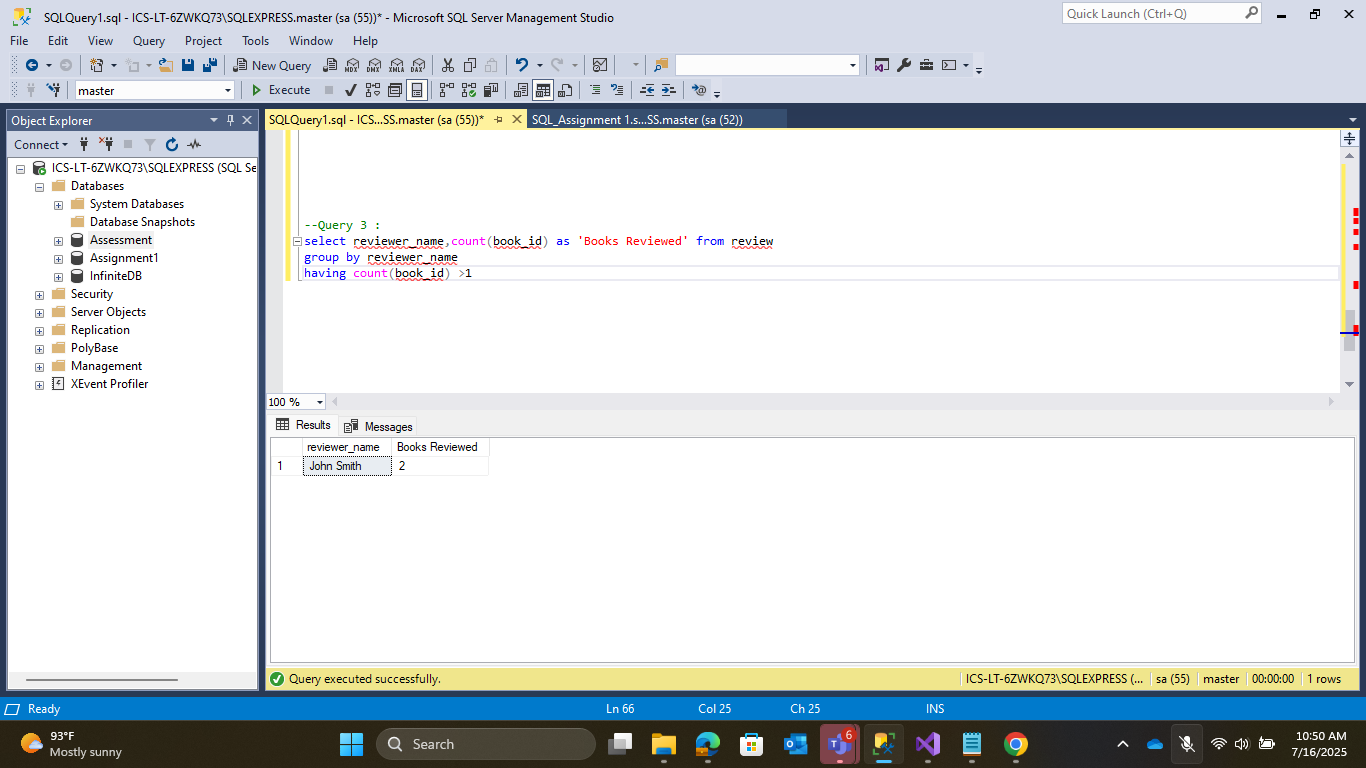 SQLQuery1.sql - ICS-LT-6ZWKQ73\SQLEXPRESS.master (sa (55))* - Microsoft SQL Server Management Studio
Quick Launch (Ctrl+Q)
File Edit View Query Project Tools Window Help
New Query MDX DMX XMLA DAX
master Execute
Object Explorer
SQLQuery1.sql - ICS...SS.master (sa (55))* SQL_Assignment 1.s...SS.master (sa (52))
Connect
ICS-LT-6ZWKQ73\SQLEXPRESS (SQL Se
Databases
System Databases
Database Snapshots
Assessment
Assignment1
InfiniteDB
Security
Server Objects
Replication
PolyBase
Management
XEvent Profiler
--Query 3 :
select reviewer_name,count(book_id) as 'Books Reviewed' from review
group by reviewer_name
having count(book_id) >1
100 %
Results Messages
reviewer_name Books Reviewed
1 John Smith 2
Query executed successfully. ICS-LT-6ZWKQ73\SQLEXPRESS (... sa (55) master 00:00:00 1 rows
Ready Ln 66 Col 25 Ch 25 INS
93°F
Mostly sunny
Search
6
10:50 AM
7/16/2025